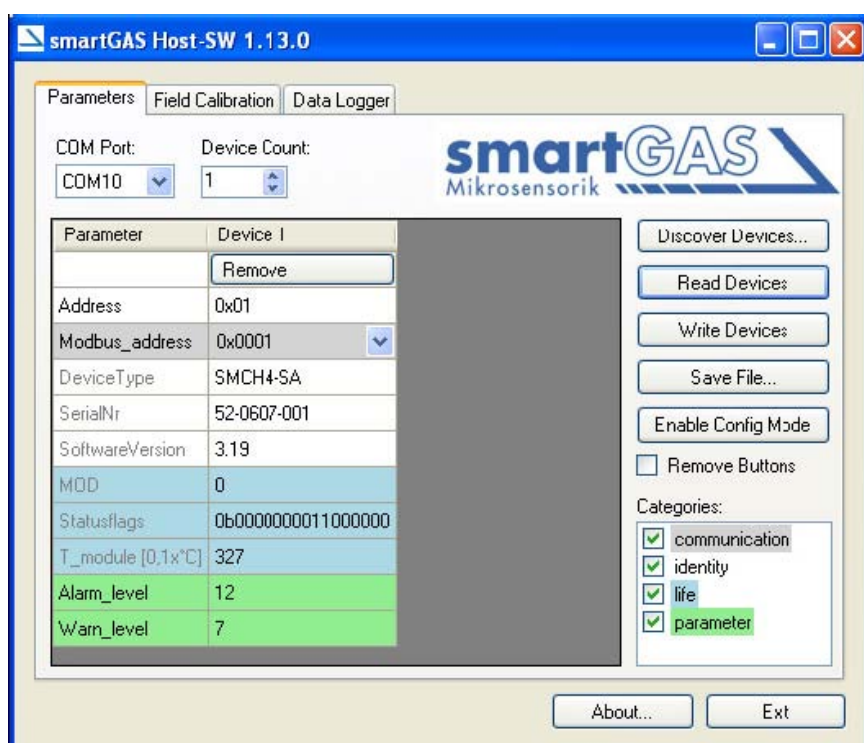 smartGAS Host-SW 1.13.0
Parameters Field Calibration Data Logger
COM Port: Device Count:
COM10 1
smartGAS
Mikrosensorik
Parameter Device 1
Remove
Address 0x01
Modbus_address 0x0001
DeviceType SMCH4-SA
SerialNr 52-0607-001
SoftwareVersion 3.19
MOD 0
Statusflags 0b0000000011000000
T_module [0,1x°C] 327
Alarm_level 12
Warn_level 7
Discover Devices...
Read Devices
Write Devices
Save File...
Enable Config Mode
Remove Buttons
Categories:
communication
identity
life
parameter
About... Exit